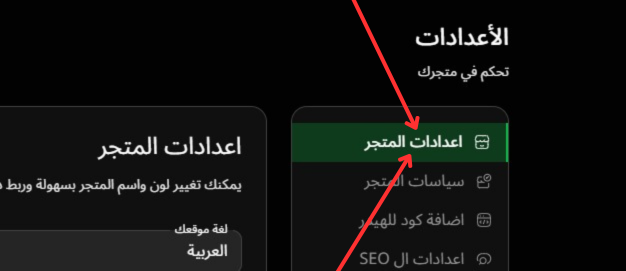 الأعدادات
تحكم في متجرك
اعدادات المتجر
سياسات المتجر
اضافة كود للهيدر
اعدادات ال SEO
اعدادات المتجر
يمكنك تغيير لون واسم المتجر بسهولة وربط
لغة موقعك
العربية